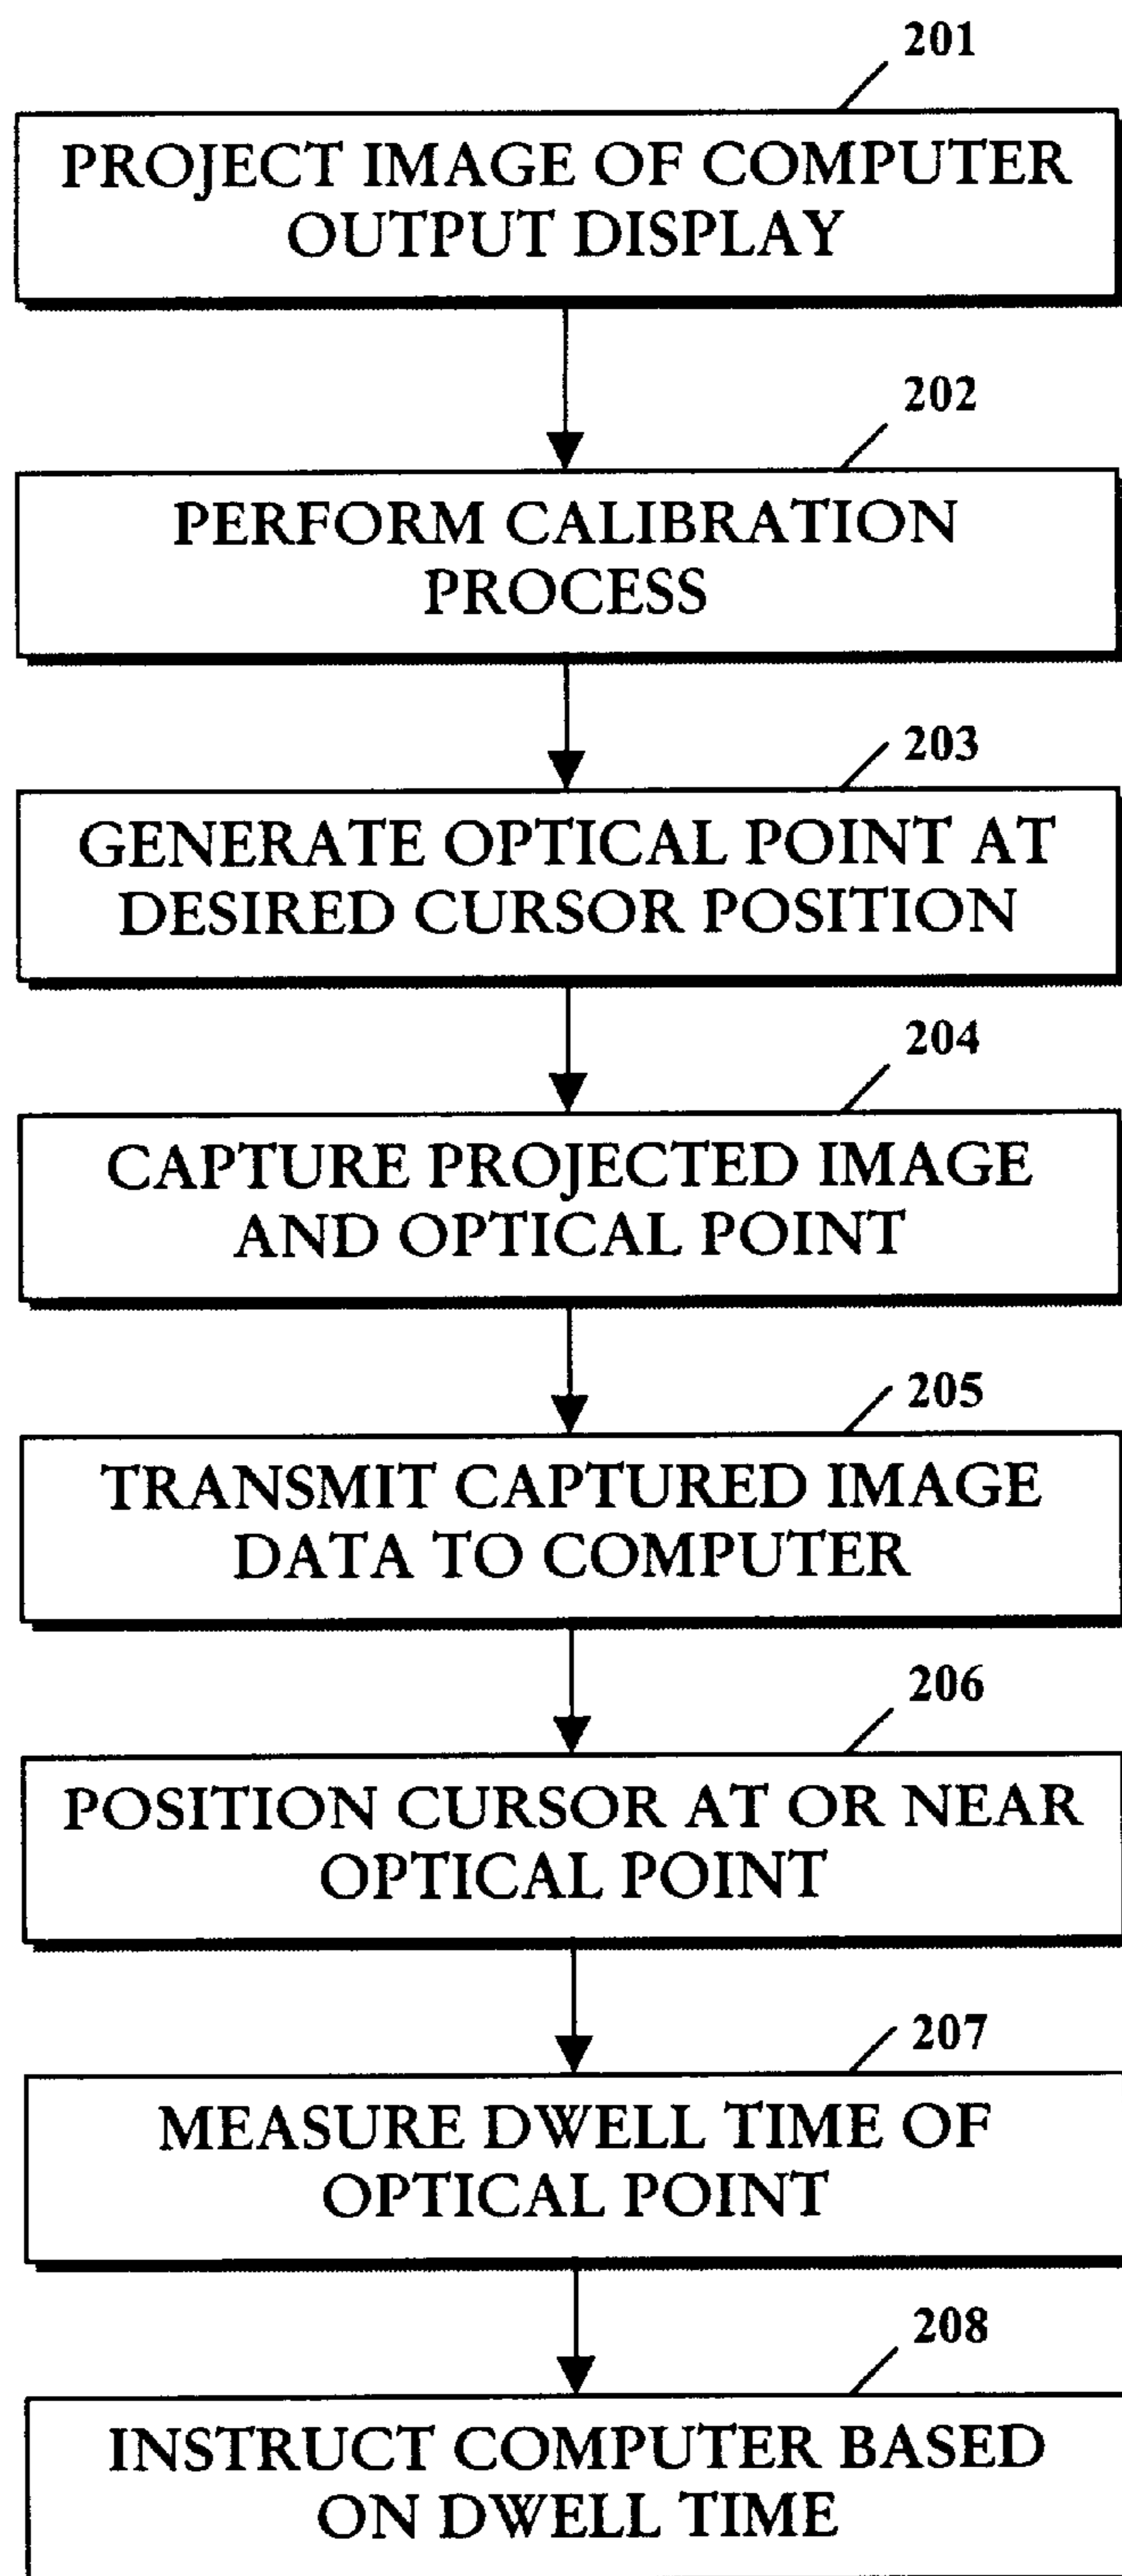 201
PROJECT IMAGE OF COMPUTER
OUTPUT DISPLAY
202
PERFORM CALIBRATION
PROCESS
203
GENERATE OPTICAL POINT AT
DESIRED CURSOR POSITION
204
CAPTURE PROJECTED IMAGE
AND OPTICAL POINT
205
TRANSMIT CAPTURED IMAGE
DATA TO COMPUTER
206
POSITION CURSOR AT OR NEAR
OPTICAL POINT
207
MEASURE DWELL TIME OF
OPTICAL POINT
208
INSTRUCT COMPUTER BASED
ON DWELL TIME